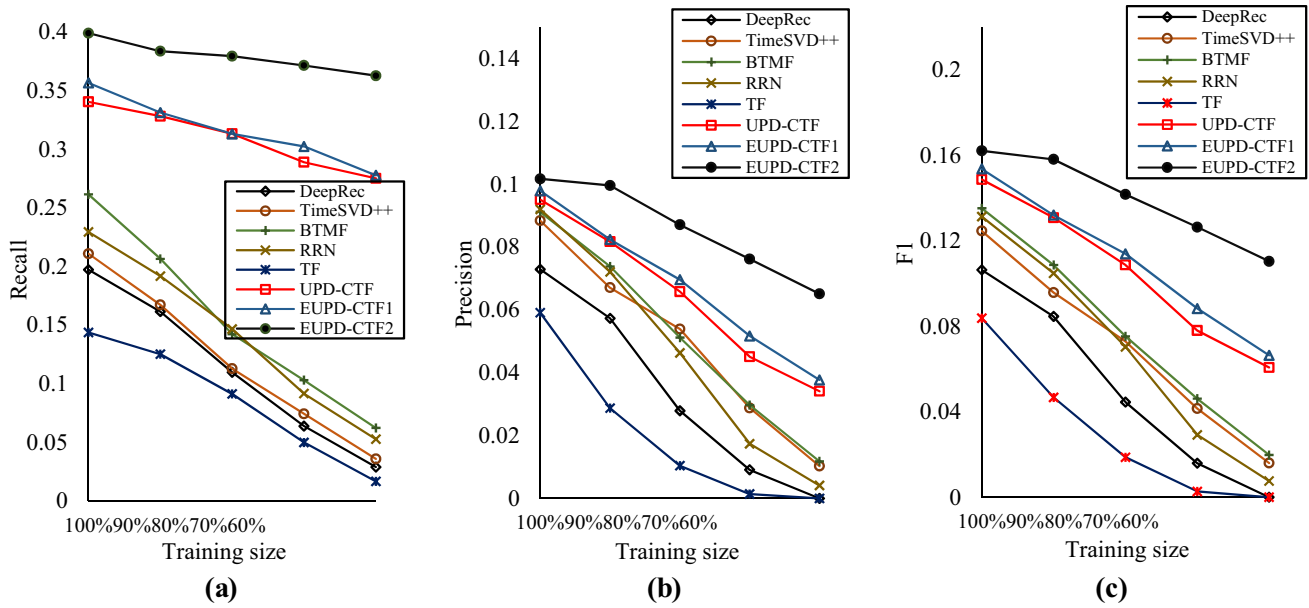 0.4
0.35
0.3
0.25
0.2
0.15
0.1
0.05
0
Recall
DeepRec
TimeSVD++
BTMF
RRN
TF
UPD-CTF
EUPD-CTF1
EUPD-CTF2
100%90%80%70%60%
Training size
(a)
0.14
0.12
0.1
0.08
0.06
0.04
0.02
0
Precision
DeepRec
TimeSVD++
BTMF
RRN
TF
UPD-CTF
EUPD-CTF1
EUPD-CTF2
100%90%80%70%60%
Training size
(b)
0.2
0.16
0.12
0.08
0.04
0
F1
DeepRec
TimeSVD++
BTMF
RRN
TF
UPD-CTF
EUPD-CTF1
EUPD-CTF2
100%90%80%70%60%
Training size
(c)